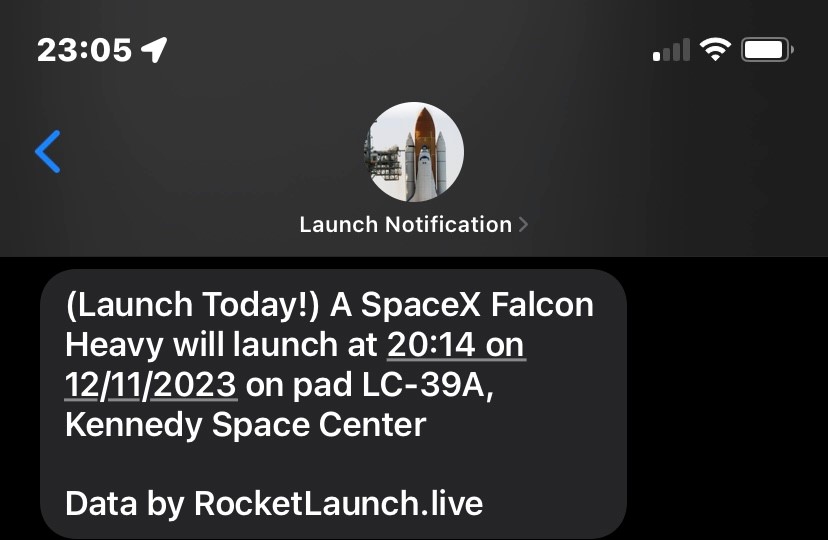 23:05
Launch Notification
(Launch Today!) A SpaceX Falcon
Heavy will launch at 20:14 on
12/11/2023 on pad LC-39A,
Kennedy Space Center
Data by RocketLaunch.live